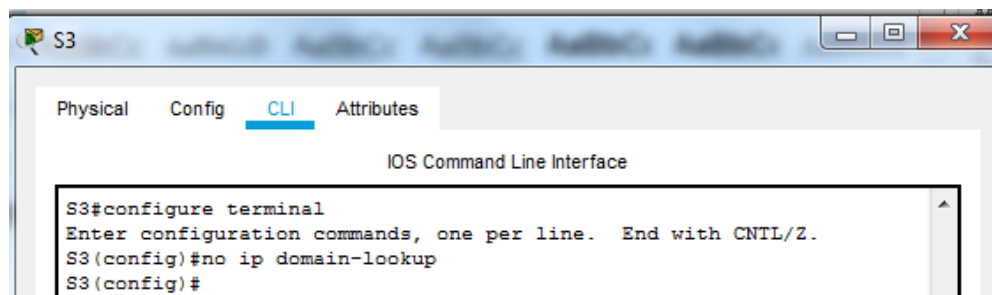 S3
Physical Config CLI Attributes
IOS Command Line Interface
S3#configure terminal
Enter configuration commands, one per line.  End with CNTL/Z.
S3(config)#no ip domain-lookup
S3(config)#